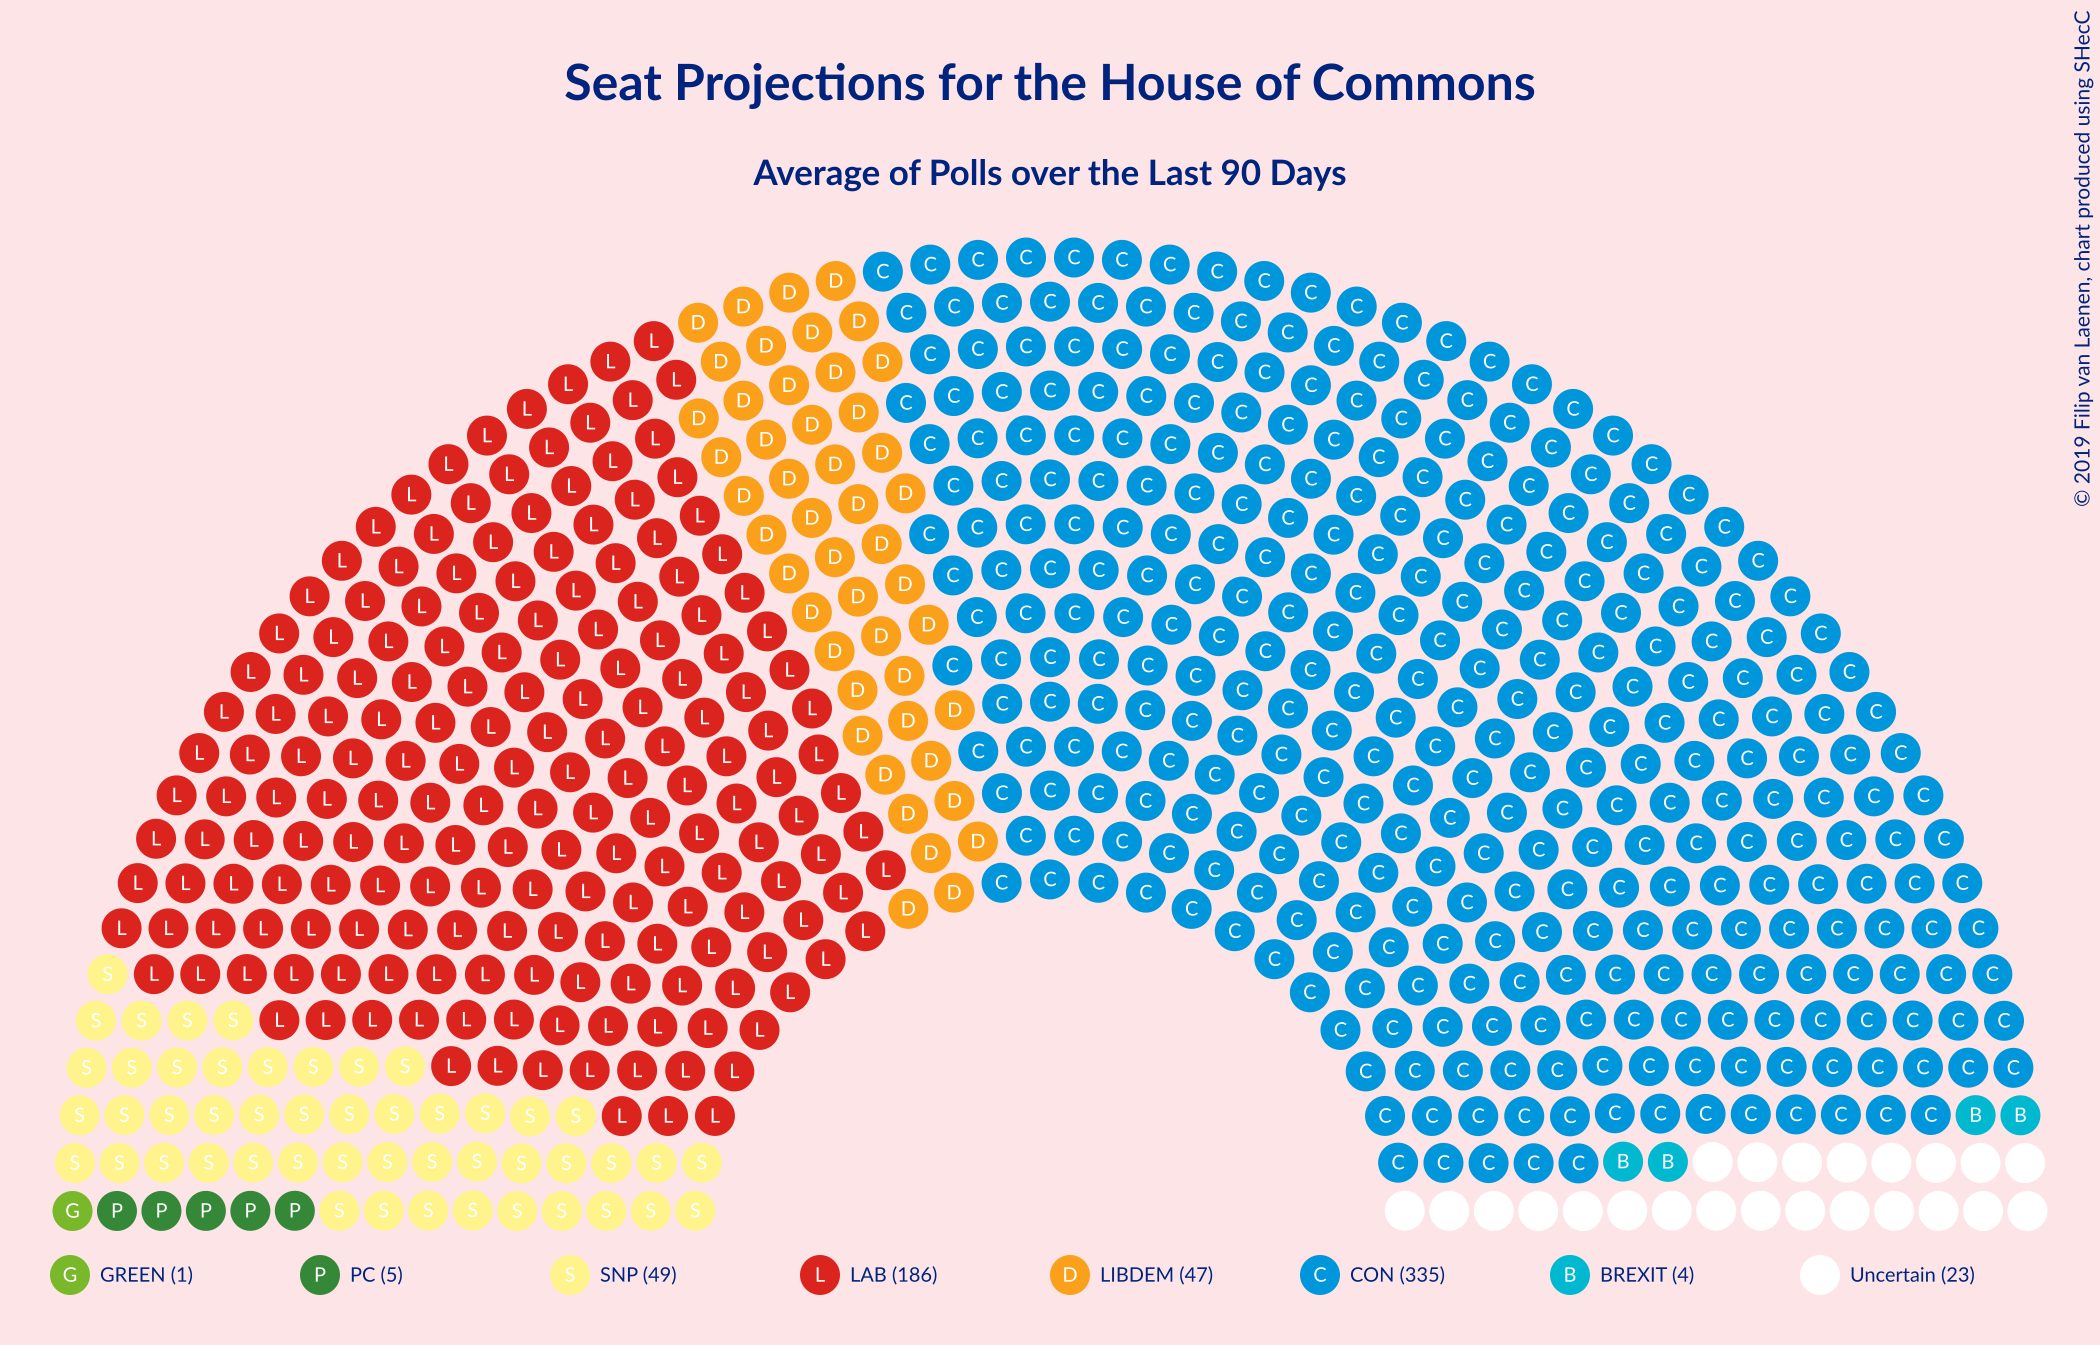 Seat Projections for the House of Commons
Average of Polls over the Last 90 Days
© 2019 Filip van Laenen, chart produced using SHecC
G GREEN (1)
P PC (5)
S SNP (49)
L LAB (186)
D LIBDEM (47)
C CON (335)
B BREXIT (4)
Uncertain (23)